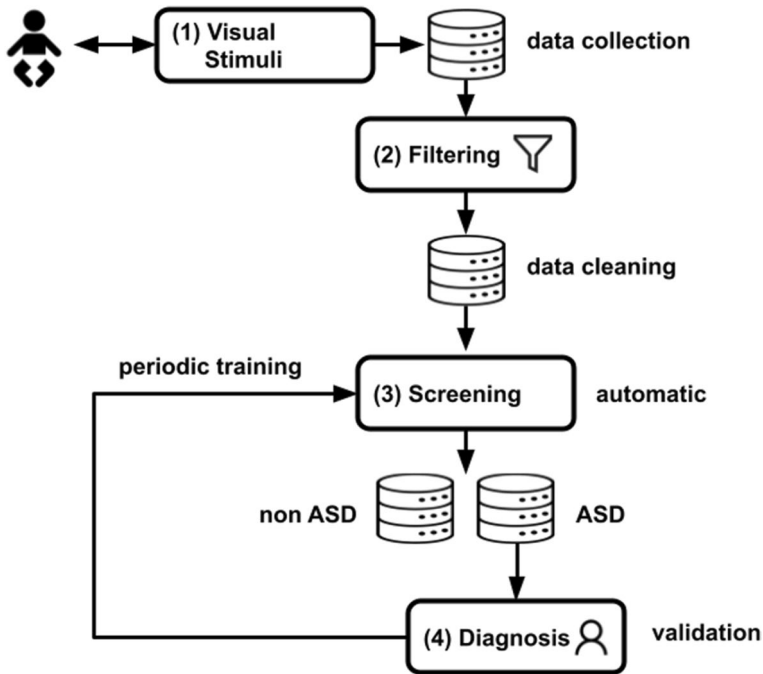 (1) Visual
Stimuli
data collection
(2) Filtering
data cleaning
periodic training
(3) Screening
automatic
non ASD
ASD
(4) Diagnosis
validation